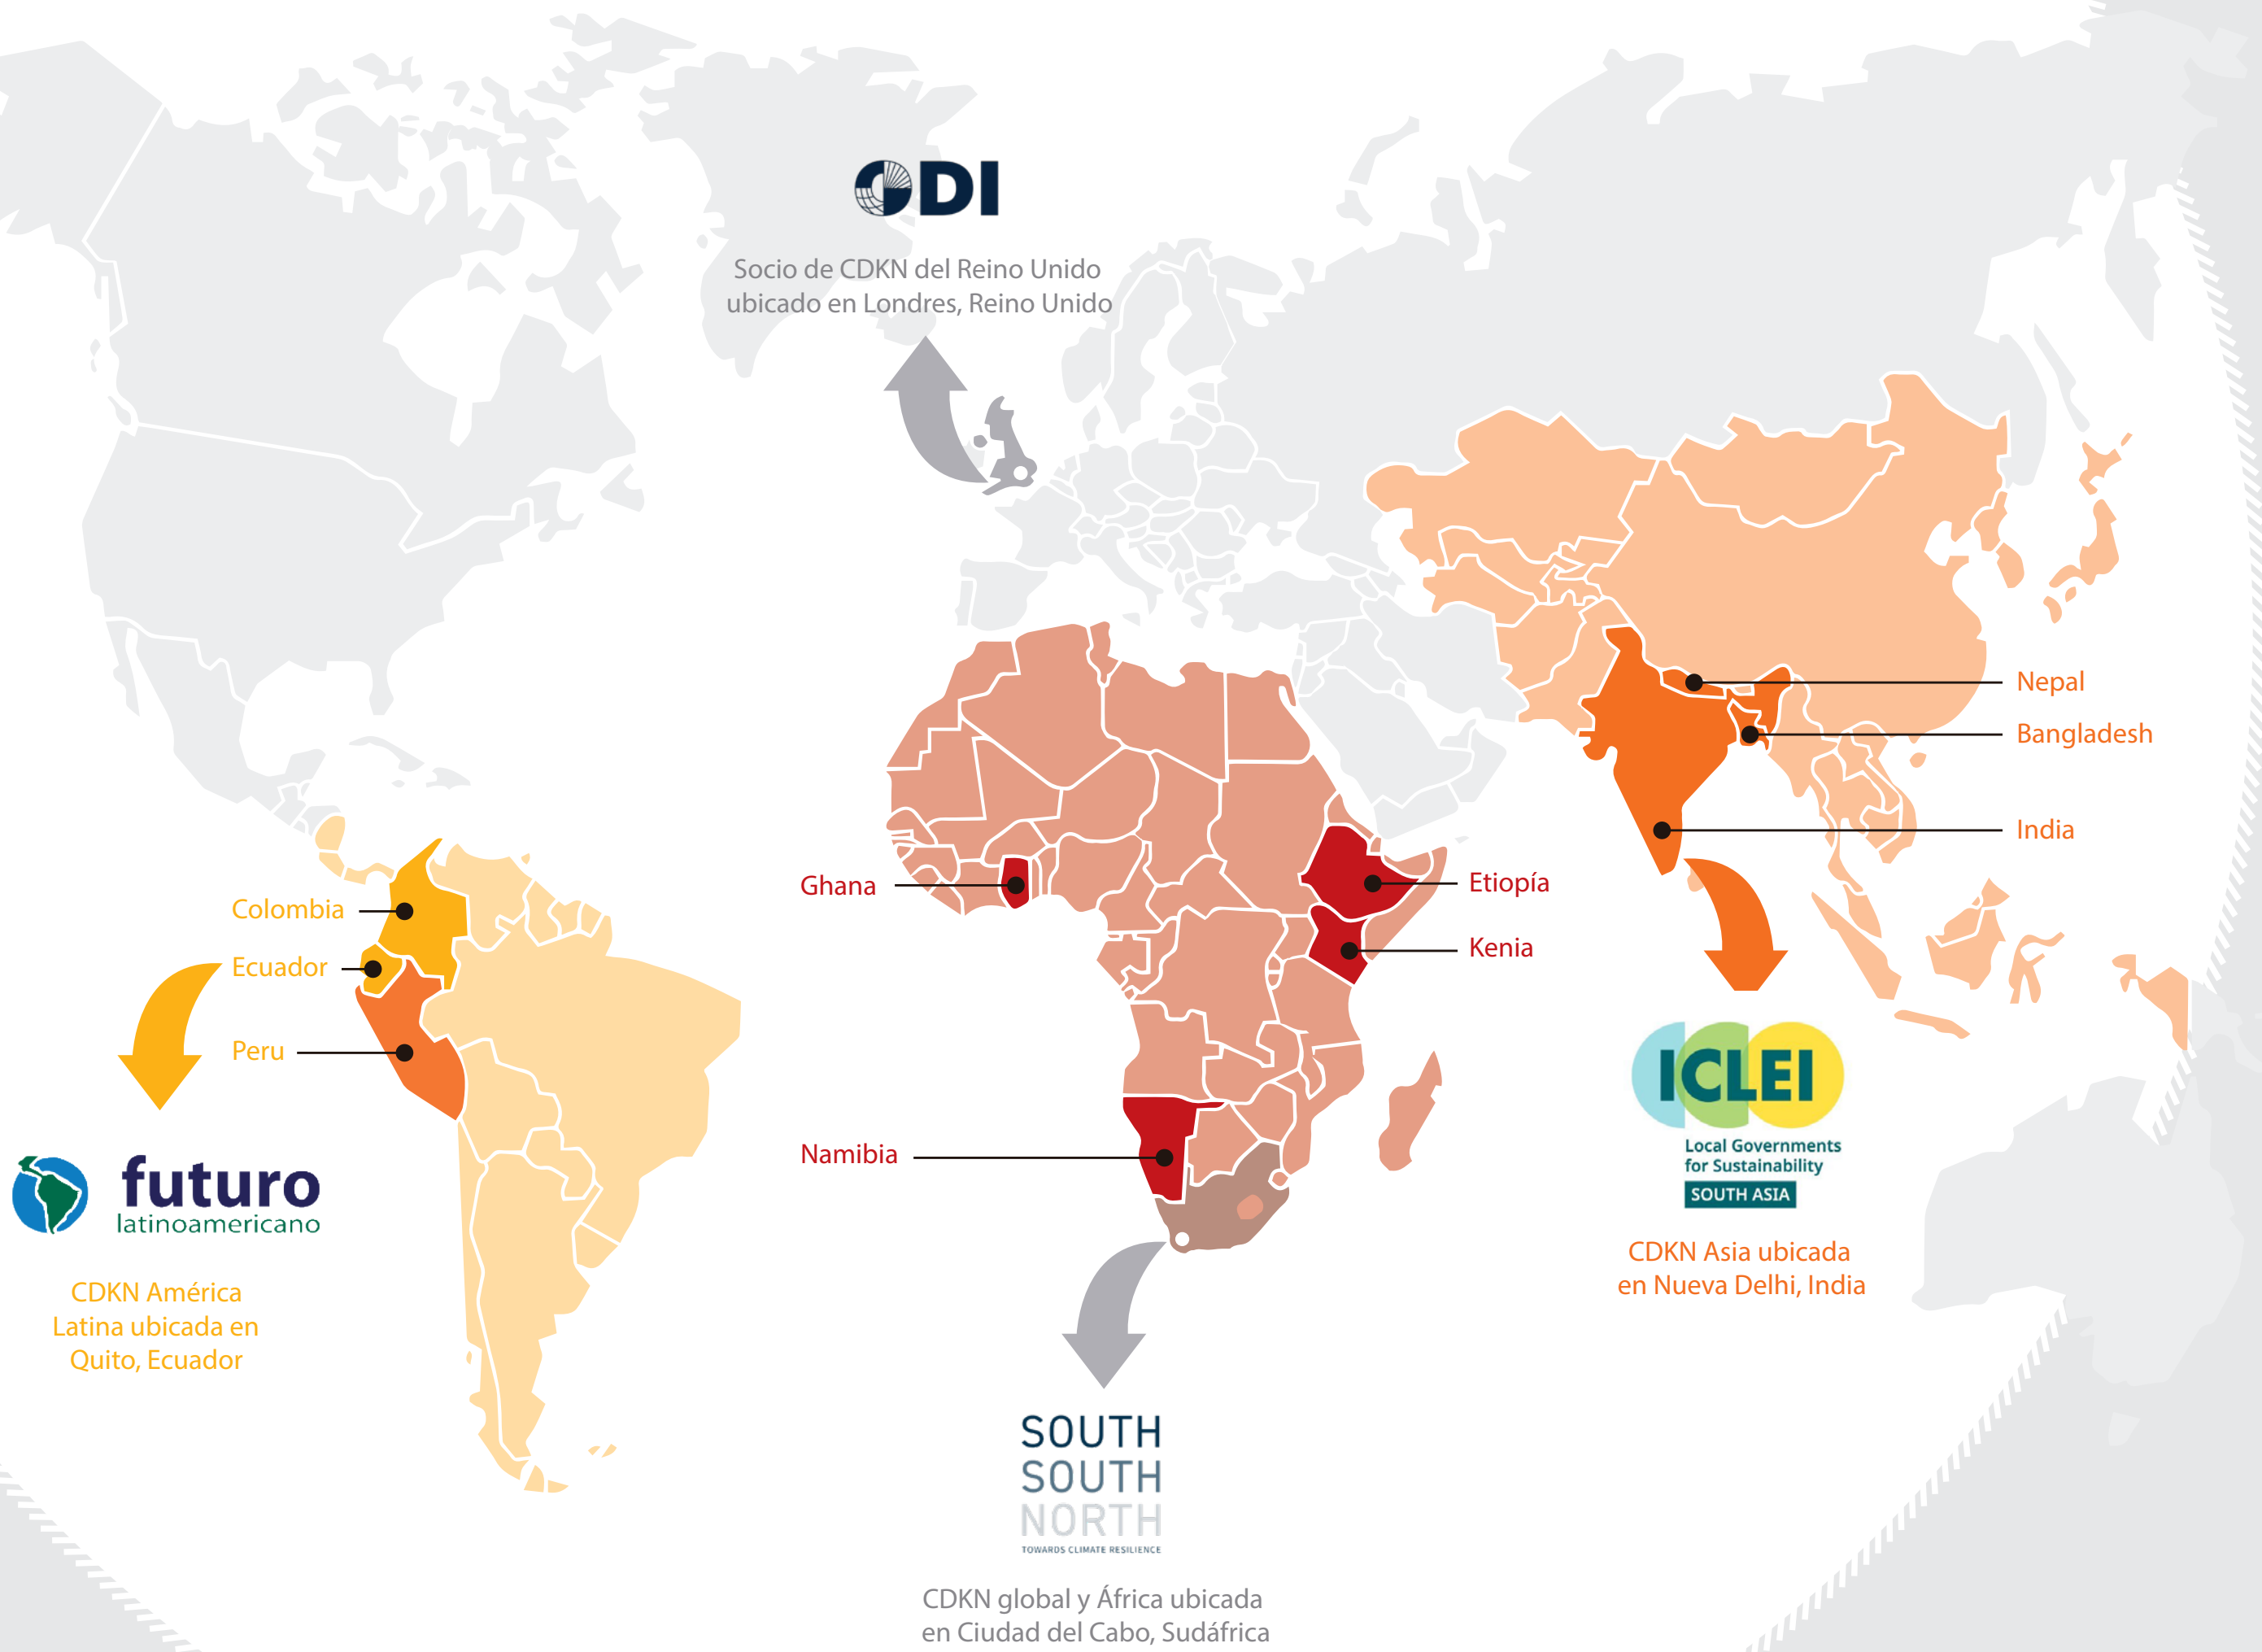 ODI
Socio de CDKN del Reino Unido
ubicado en Londres, Reino Unido
Nepal
Bangladesh
India
Ghana
Etiopía
Kenia
Namibia
Colombia
Ecuador
Peru
futuro
latinoamericano
CDKN América
Latina ubicada en
Quito, Ecuador
ICLEI
Local Governments
for Sustainability
SOUTH ASIA
CDKN Asia ubicada
en Nueva Delhi, India
SOUTH
SOUTH
NORTH
TOWARDS CLIMATE RESILIENCE
CDKN global y África ubicada
en Ciudad del Cabo, Sudáfrica